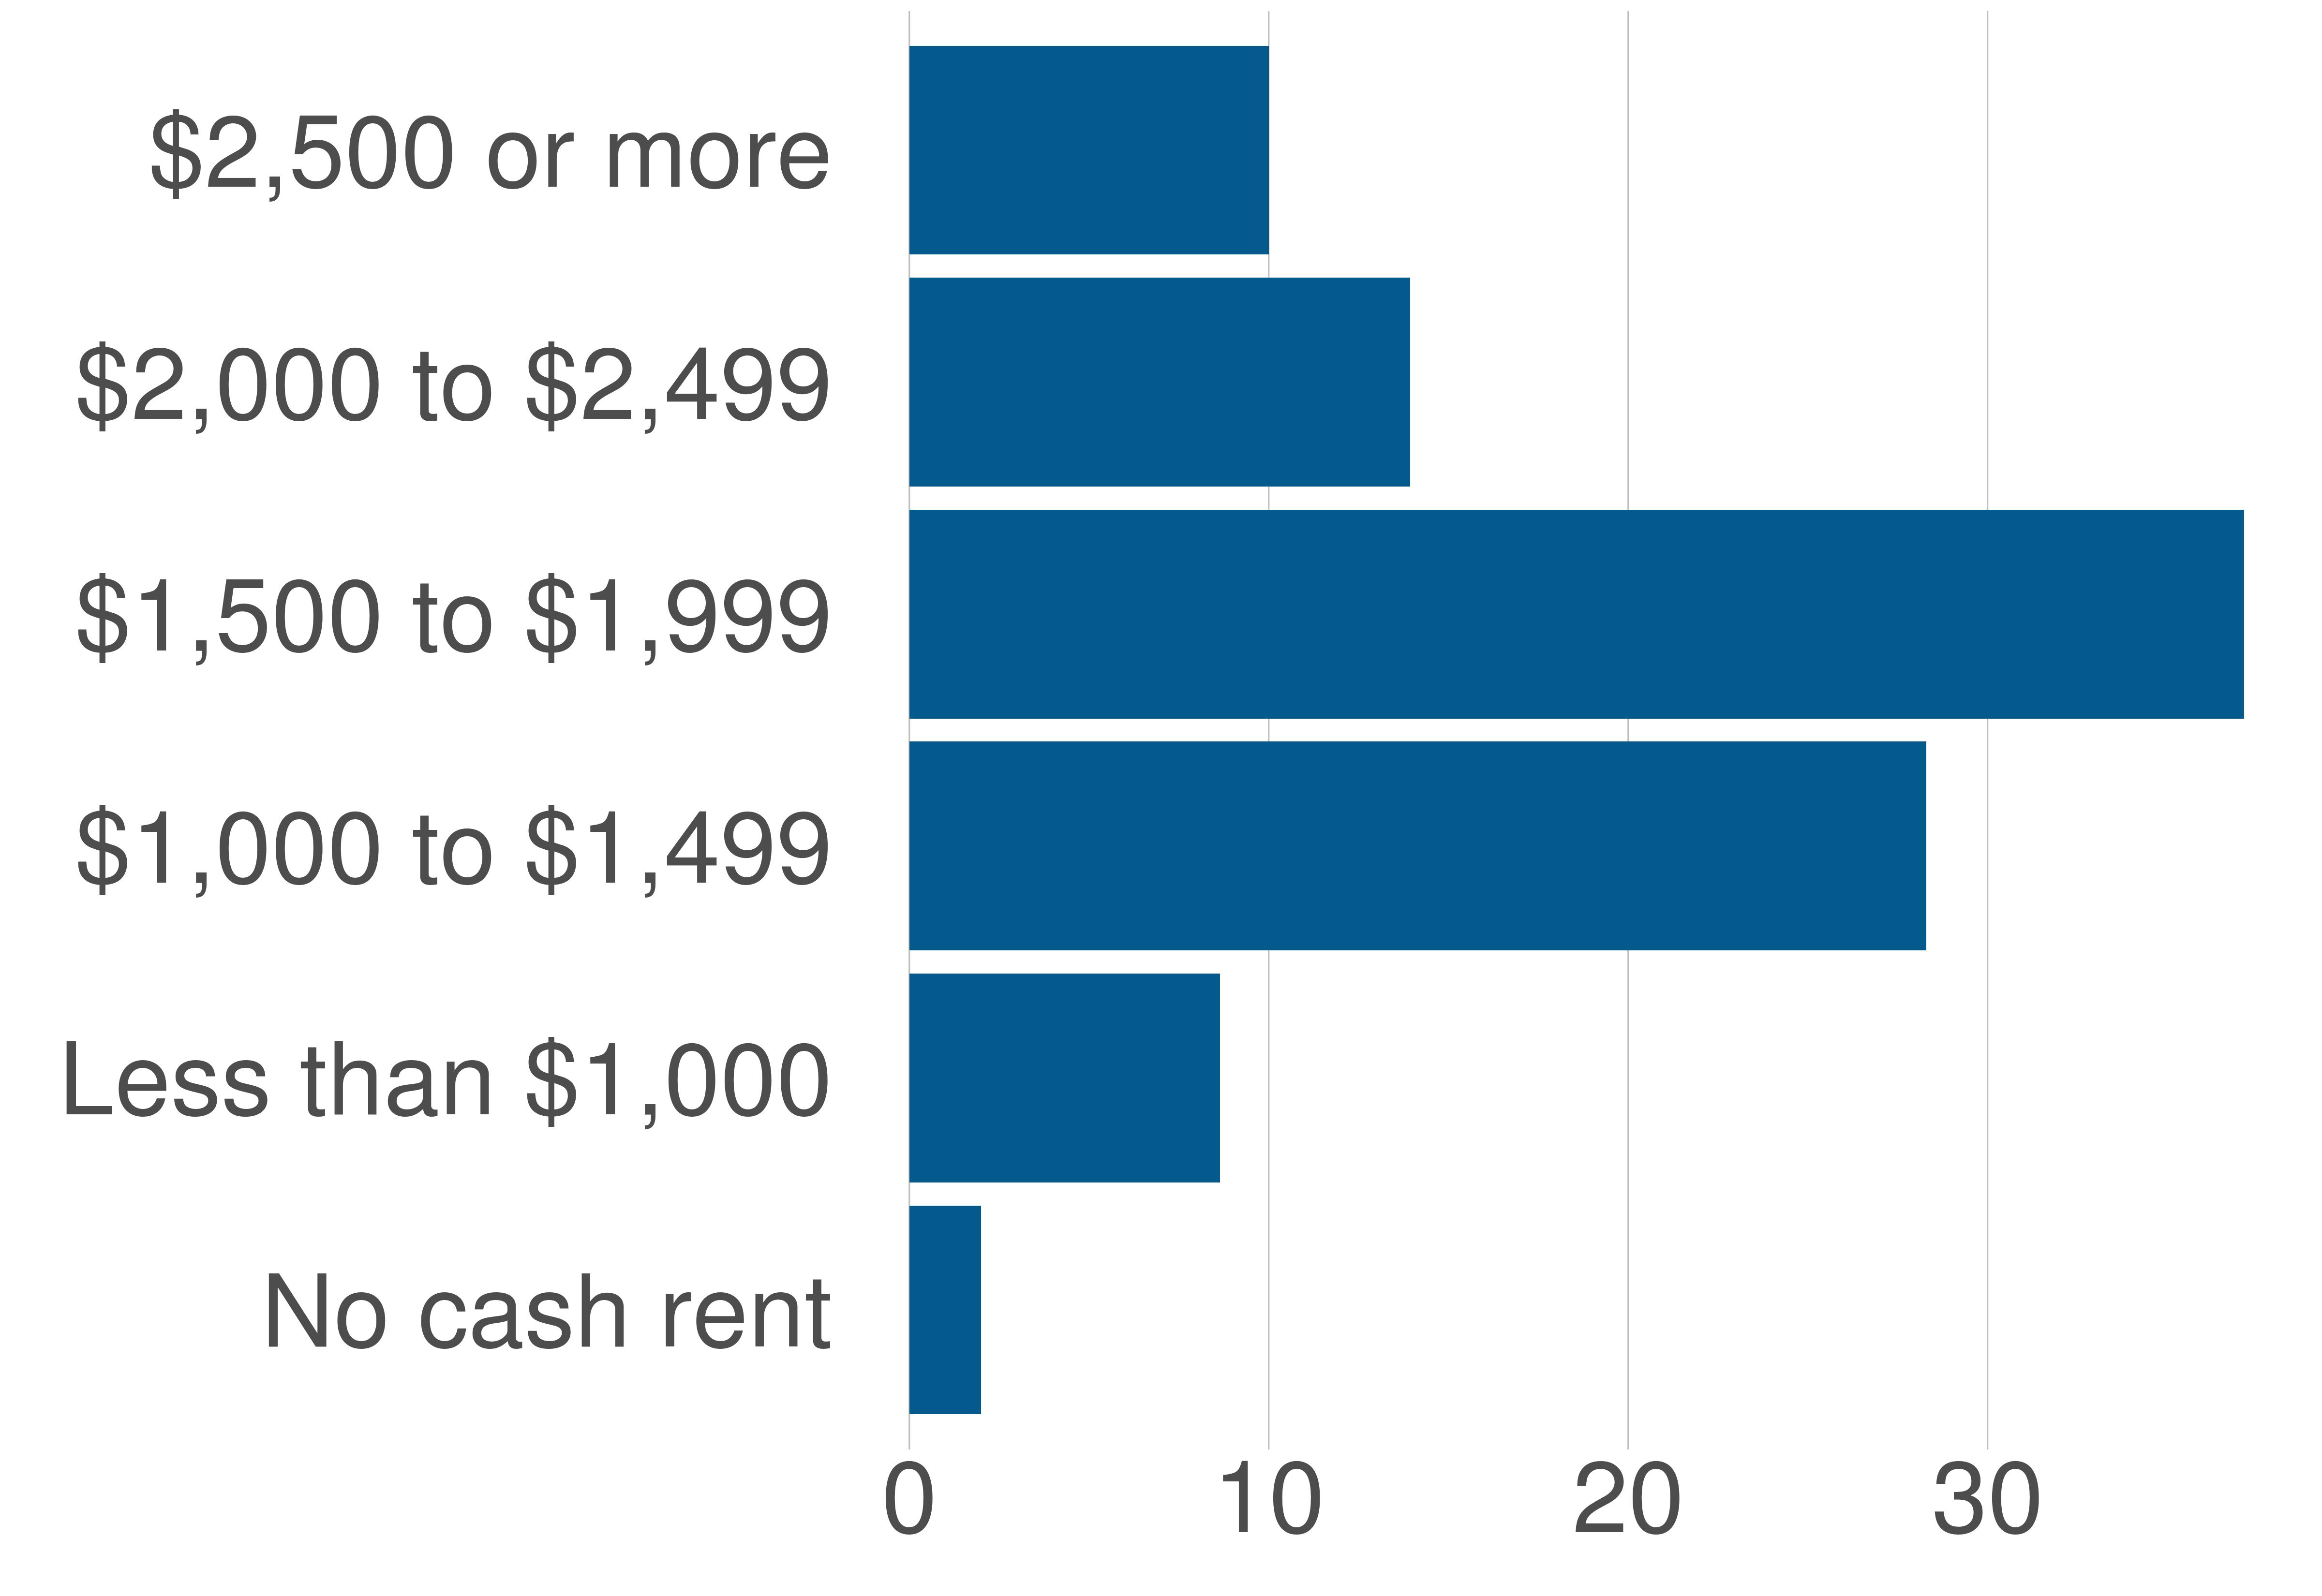 $2,500 or more
$2,000 to $2,499
$1,500 to $1,999
$1,000 to $1,499
Less than $1,000
No cash rent
0 10 20 30